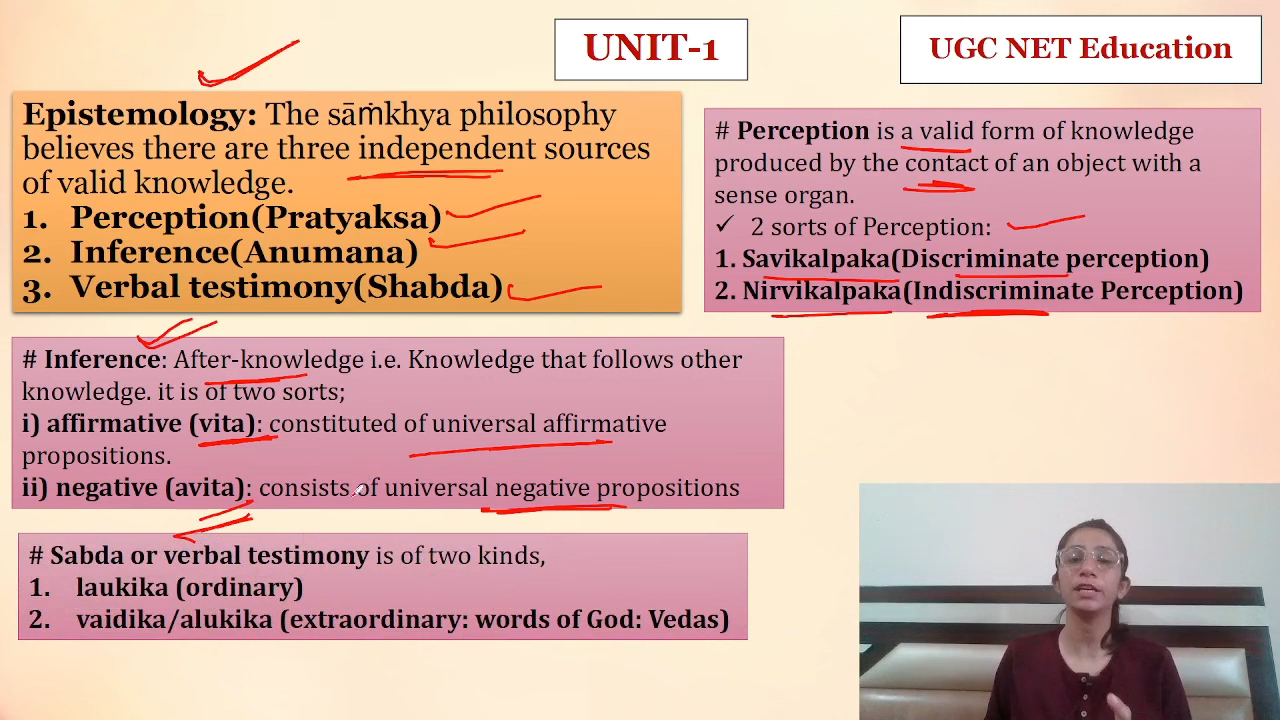 UNIT-1
UGC NET Education
Epistemology: The sāṁkhya philosophy
believes there are three independent sources
of valid knowledge.
1. Perception(Pratyaksa)
2. Inference(Anumana)
3. Verbal testimony(Shabda)
# Perception is a valid form of knowledge
produced by the contact of an object with a
sense organ.
✓ 2 sorts of Perception:
1. Savikalpaka(Discriminate perception)
2. Nirvikalpaka(Indiscriminate Perception)
# Inference: After-knowledge i.e. Knowledge that follows other
knowledge. it is of two sorts;
i) affirmative (vita): constituted of universal affirmative
propositions.
ii) negative (avita): consists of universal negative propositions
# Sabda or verbal testimony is of two kinds,
1. laukika (ordinary)
2. vaidika/alukika (extraordinary: words of God: Vedas)